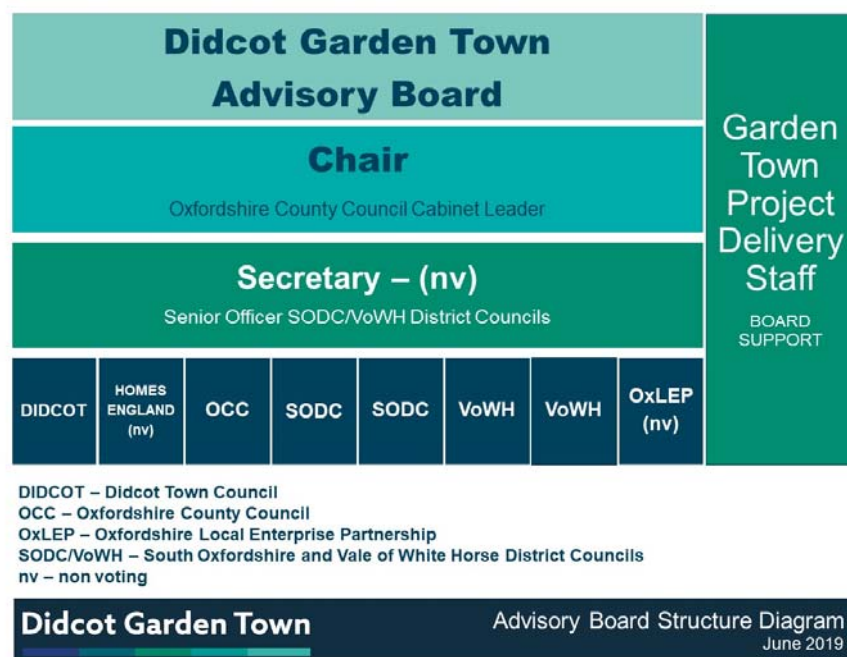 Didcot Garden Town
Advisory Board
Chair
Oxfordshire County Council Cabinet Leader
Secretary – (nv)
Senior Officer SODC/VoWH District Councils
Garden
Town
Project
Delivery
Staff
BOARD
SUPPORT
DIDCOT
HOMES
ENGLAND
(nv)
OCC
SODC
SODC
VoWH
VoWH
OxLEP
(nv)
DIDCOT – Didcot Town Council
OCC – Oxfordshire County Council
OxLEP – Oxfordshire Local Enterprise Partnership
SODC/VoWH – South Oxfordshire and Vale of White Horse District Councils
nv – non voting
Didcot Garden Town
Advisory Board Structure Diagram
June 2019